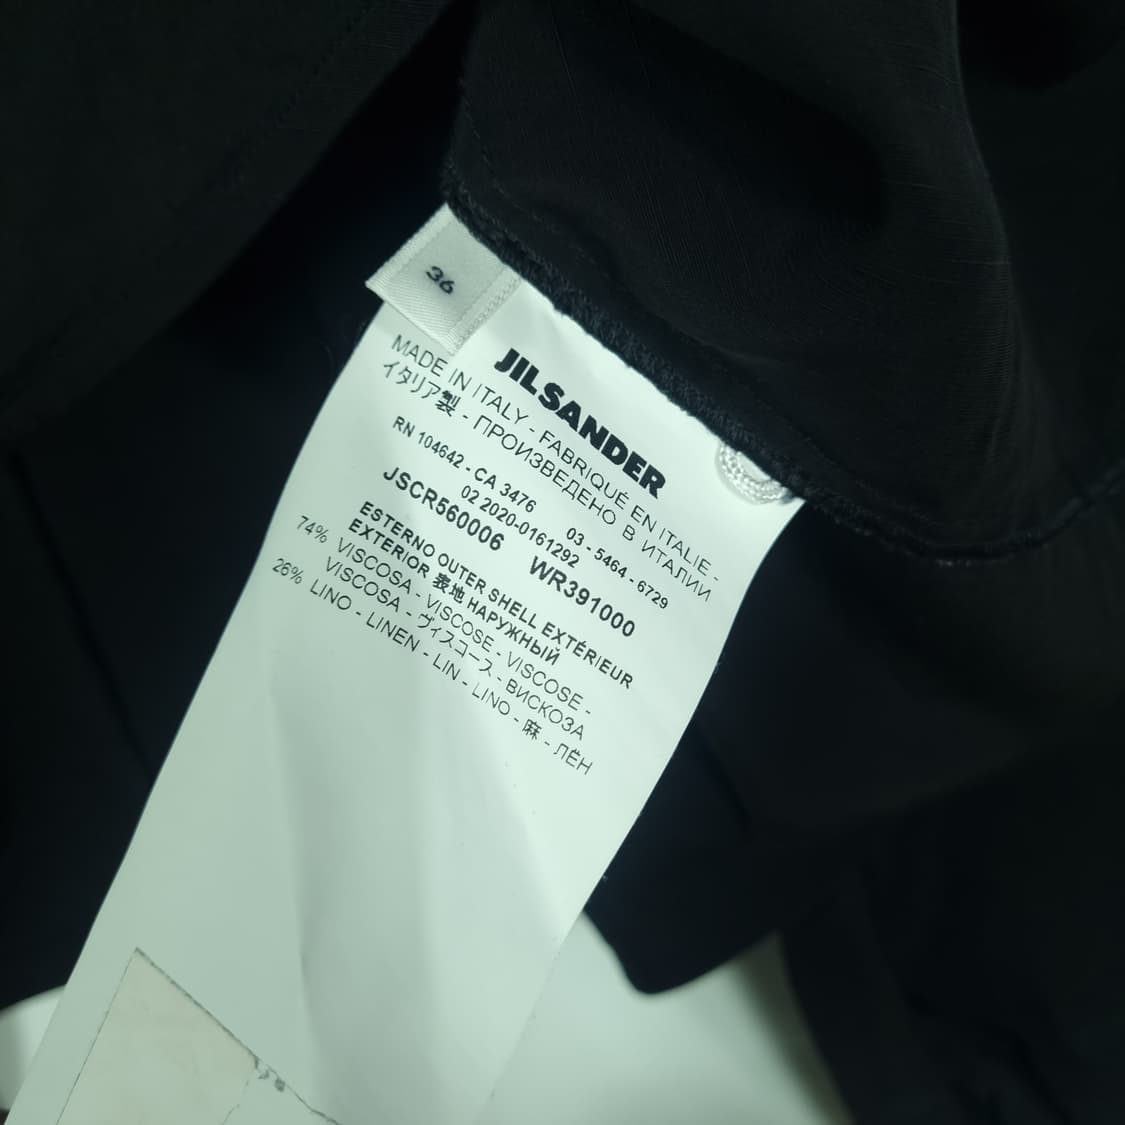 36
JIL SANDER
MADE IN ITALY - FABRIQUÉ EN ITALIE -
イタリア製 - ПРОИЗВЕДЕНО В ИТАЛИИ
RN 104642 - CA 3476 03 - 5464 - 6729
02 2020-0161292
JSCR560006 WR391000
ESTERNO OUTER SHELL EXTÉRIEUR
EXTERIOR 表地 НАРУЖНЫЙ
74% VISCOSA - VISCOSE - VISCOSE -
VISCOSA - ヴィスコース - ВИСКОЗА
26% LINO - LINEN - LIN - LINO - 麻 - ЛЁН